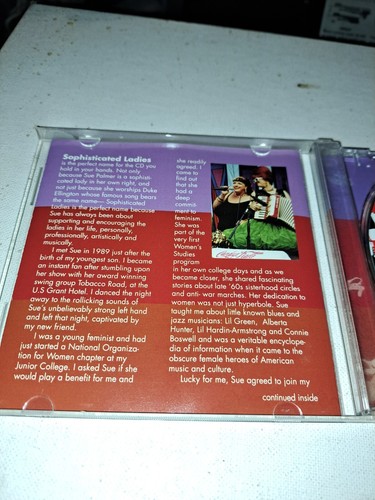 Sophisticated Ladies
is the perfect name for the CD you
hold in your hands. Not only
because Sue Palmer is a sophisti-
cated lady in her own right, and
not just because she worships Duke
Ellington whose famous song bears
the same name— Sophisticated
Ladies is the perfect name because
Sue has always been about
supporting and encouraging the
ladies in her life, personally,
professionally, artistically and
musically.
I met Sue in 1989 just after the
birth of my youngest son. I became
an instant fan after stumbling upon
her show with her award winning
swing group Tobacco Road, at the
U.S Grant Hotel. I danced the night
away to the rollicking sounds of
Sue's unbelievably strong left hand
and left that night, captivated by
my new friend.
I was a young feminist and had
just started a National Organiza-
tion for Women chapter at my
Junior College. I asked Sue if she
would play a benefit for me and
she readily
agreed. I
came to
find out
that she
had a
deep
commit-
ment to
feminism.
She was
part of the
very first
Women's
Studies
program
in her own college days and as we
became closer, she shared fascinating
stories about late '60s sisterhood circles
and anti- war marches. Her dedication to
women was not just hyperbole. Sue
taught me about little known blues and
jazz musicians: Lil Green, Alberta
Hunter, Lil Hardin-Armstrong and Connie
Boswell and was a veritable encyclope-
dia of information when it came to the
obscure female heroes of American
music and culture.
Lucky for me, Sue agreed to join my
continued inside